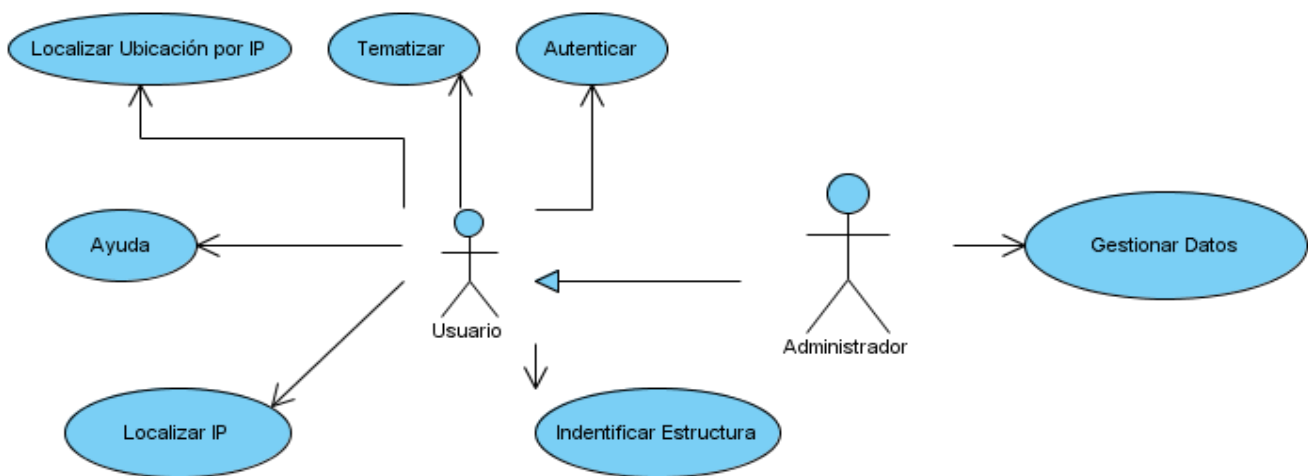 Localizar Ubicación por IP
Tematizar
Autenticar
Ayuda
Gestionar Datos
Usuario
Administrador
Localizar IP
Indentificar Estructura